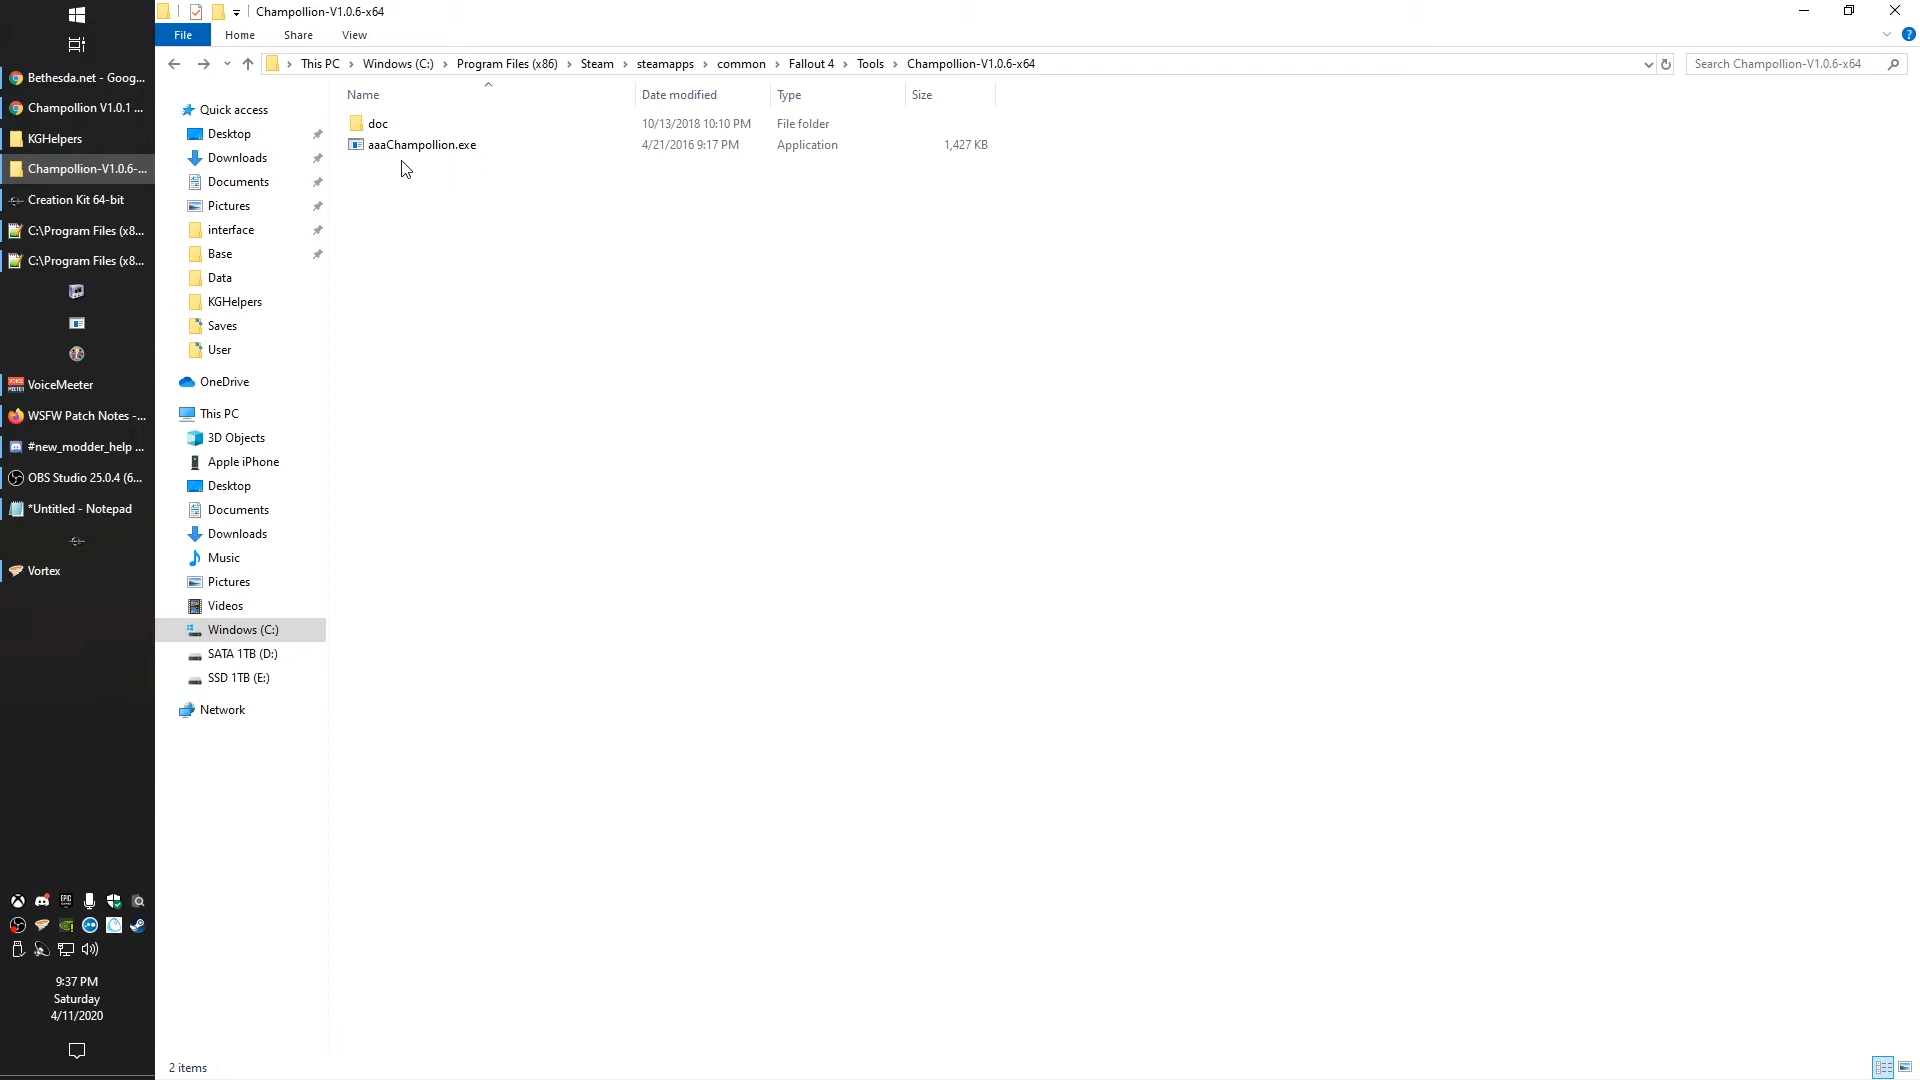 Champollion-V1.0.6-x64
File Home Share View
This PC Windows (C:) Program Files (x86) Steam steamapps common Fallout 4 Tools Champollion-V1.0.6-x64
Search Champollion-V1.0.6-x64
Name Date modified Type Size
doc 10/13/2018 10:10 PM File folder
aaaChampollion.exe 4/21/2016 9:17 PM Application 1,427 KB
Bethesda.net - Goog...
Champollion V1.0.1 ...
KGHelpers
Champollion-V1.0.6-...
Creation Kit 64-bit
C:\Program Files (x8...
C:\Program Files (x8...
VoiceMeeter
WSFW Patch Notes -...
#new_modder_help ...
OBS Studio 25.0.4 (6...
*Untitled - Notepad
Vortex
9:37 PM
Saturday
4/11/2020
Quick access
Desktop
Downloads
Documents
Pictures
interface
Base
Data
KGHelpers
Saves
User
OneDrive
This PC
3D Objects
Apple iPhone
Desktop
Documents
Downloads
Music
Pictures
Videos
Windows (C:)
SATA 1TB (D:)
SSD 1TB (E:)
Network
2 items